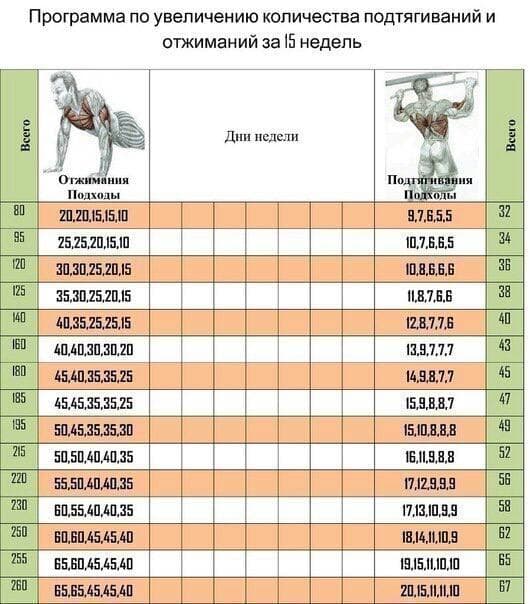 Программа по увеличению количества подтягиваний и
отжиманий за 15 недель
Всего
Отжимания
Подходы
Дни недели
Подтягивания
Подходы
Всего
80 20,20,15,15,10 9,7,6,5,5 32
95 25,25,20,15,10 10,7,6,6,5 34
120 30,30,25,20,15 10,8,6,6,6 36
125 35,30,25,20,15 11,8,7,6,6 38
140 40,35,25,25,15 12,8,7,7,6 40
160 40,40,30,30,20 13,9,7,7,7 43
180 45,40,35,35,25 14,9,8,7,7 45
185 45,45,35,35,25 15,9,8,8,7 47
195 50,45,35,35,30 15,10,8,8,8 49
215 50,50,40,40,35 16,11,9,8,8 52
220 55,50,40,40,35 17,12,9,9,9 56
230 60,55,40,40,35 17,13,10,9,9 58
250 60,60,45,45,40 18,14,11,10,9 62
255 65,60,45,45,40 19,15,11,10,10 65
260 65,65,45,45,40 20,15,11,11,10 67